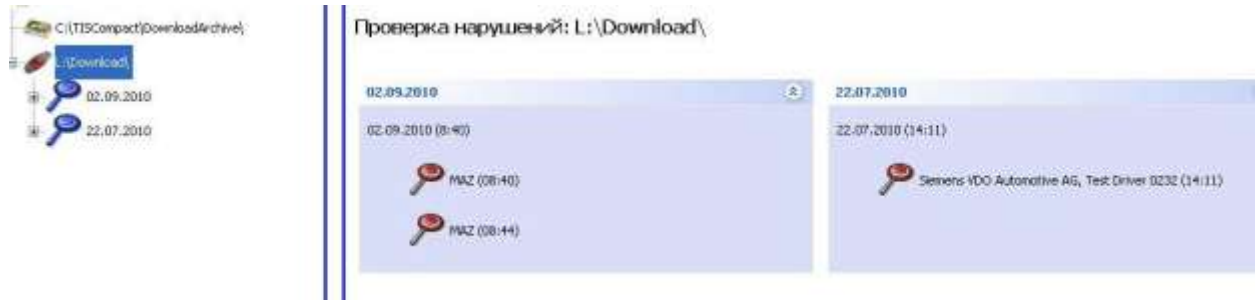 C:\TISCompact\DownloadArchive\
L:\Download\
02.09.2010
22.07.2010
Проверка нарушений: L:\Download\
02.09.2010
02.09.2010 (8:40)
MAZ (08:40)
MAZ (08:44)
22.07.2010
22.07.2010 (14:11)
Siemens VDO Automotive AG, Test Driver 0232 (14:11)